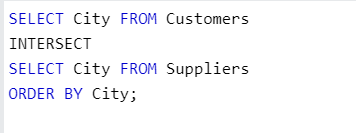 SELECT City FROM Customers
INTERSECT
SELECT City FROM Suppliers
ORDER BY City;